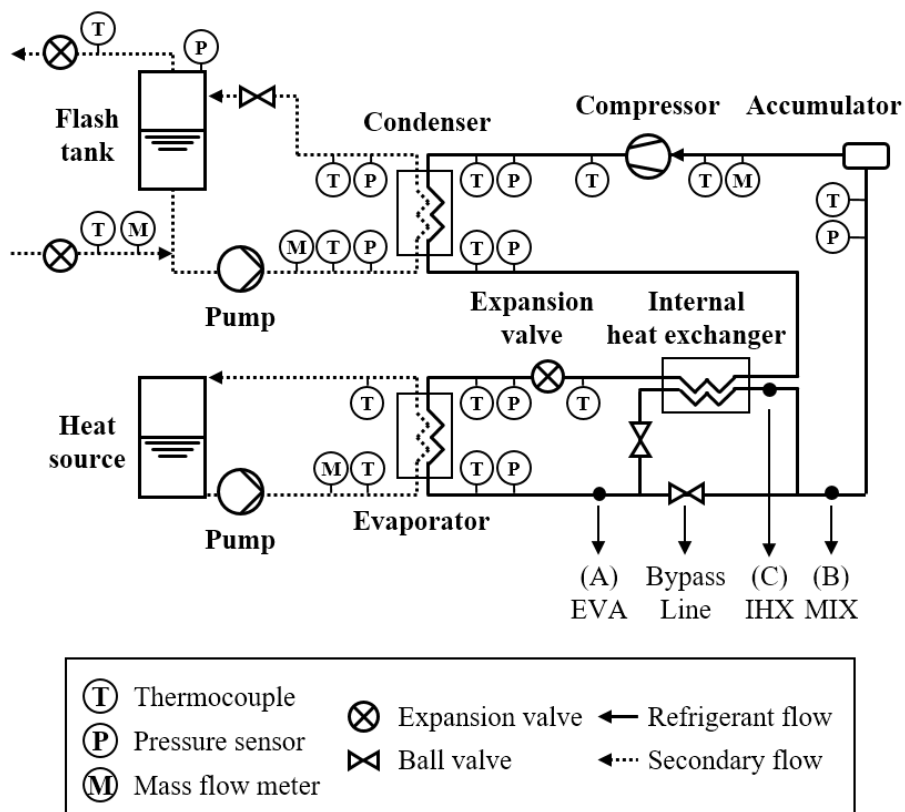 T
P
Flash
tank
T M
Pump
Condenser
T P
T P
M T P
T P
Compressor
T
T M
Accumulator
T
P
Expansion
valve
Internal
heat exchanger
Heat
source
T
T P
T
M T
T P
Pump
Evaporator
(A)
EVA
Bypass
Line
(C)
IHX
(B)
MIX
T Thermocouple
P Pressure sensor
M Mass flow meter
Expansion valve
Ball valve
Refrigerant flow
Secondary flow